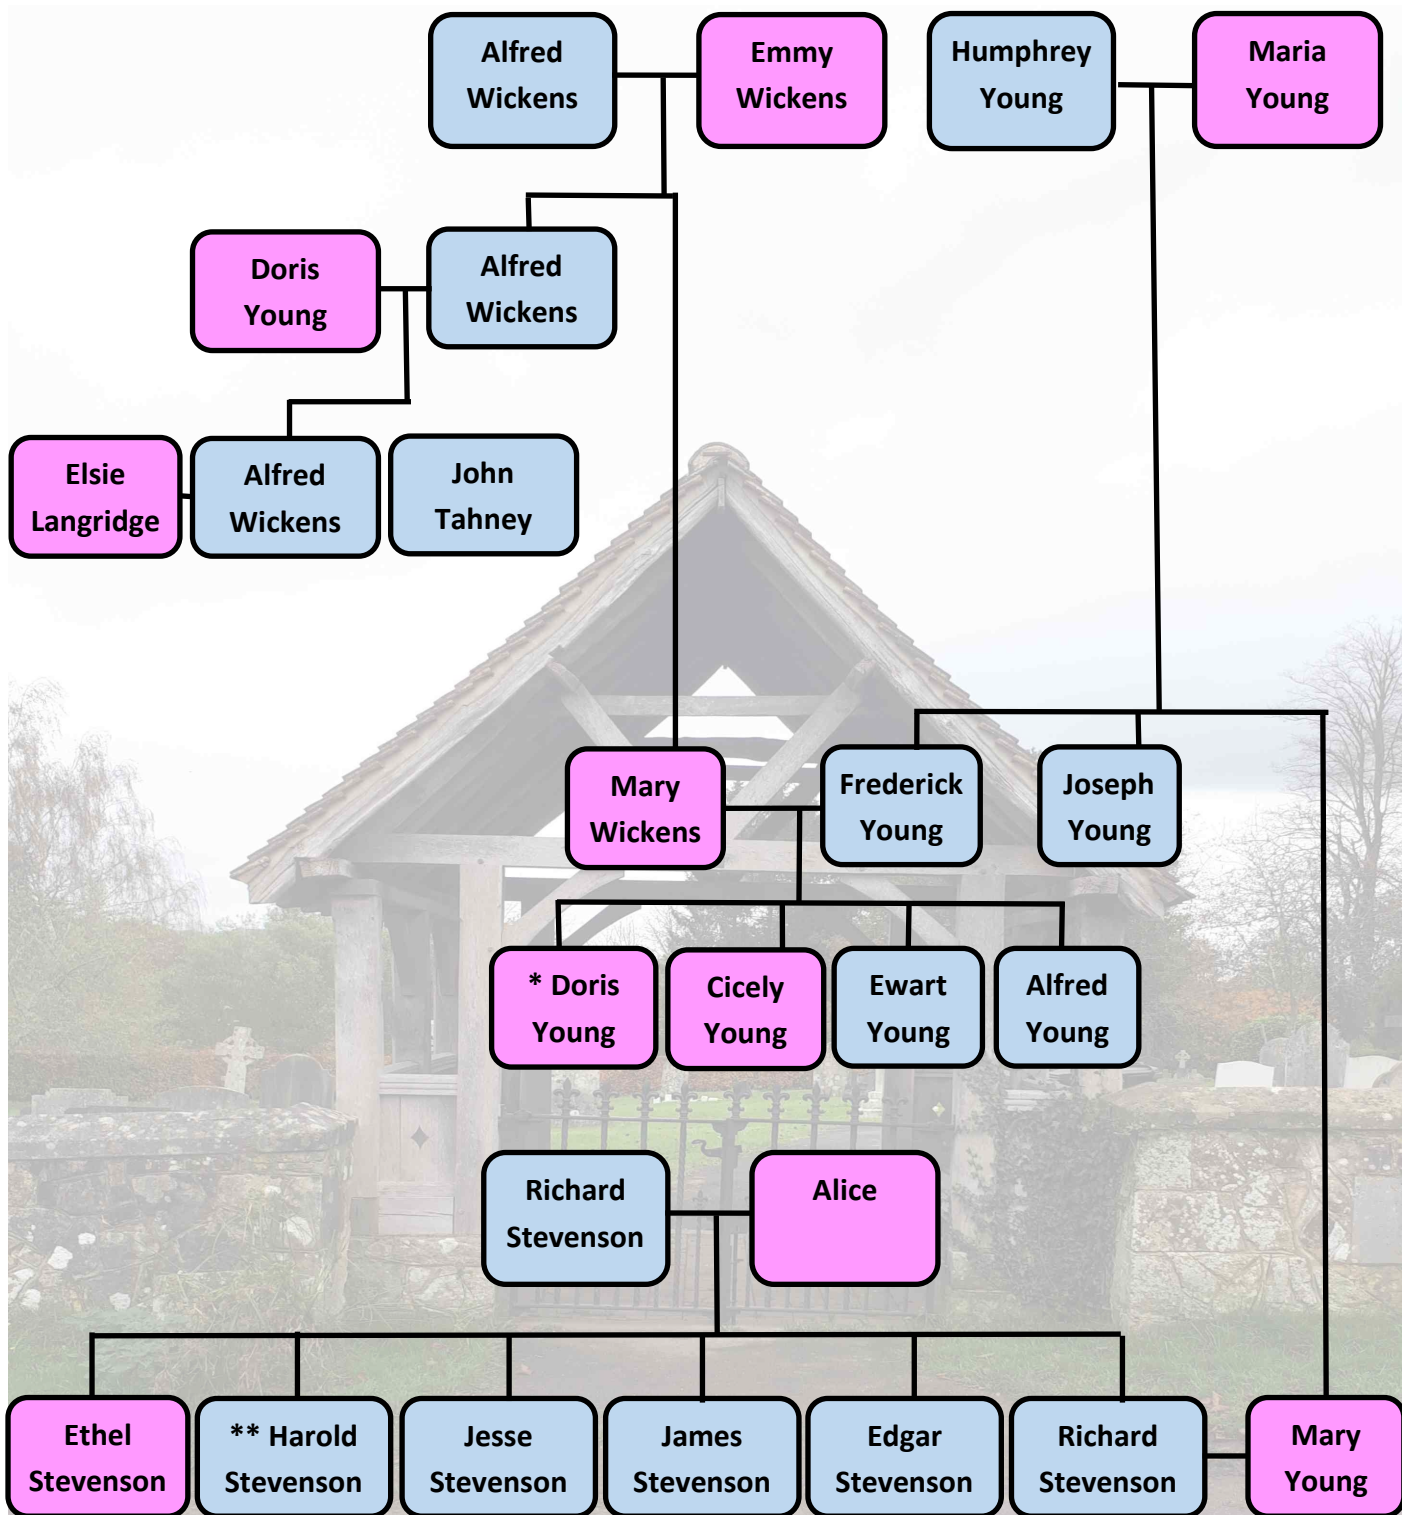 Alfred
Wickens
Emmy
Wickens
Humphrey
Young
Maria
Young
Doris
Young
Alfred
Wickens
Elsie
Langridge
Alfred
Wickens
John
Tahney
Mary
Wickens
Frederick
Young
Joseph
Young
* Doris
Young
Cicely
Young
Ewart
Young
Alfred
Young
Richard
Stevenson
Alice
Ethel
Stevenson
** Harold
Stevenson
Jesse
Stevenson
James
Stevenson
Edgar
Stevenson
Richard
Stevenson
Mary
Young